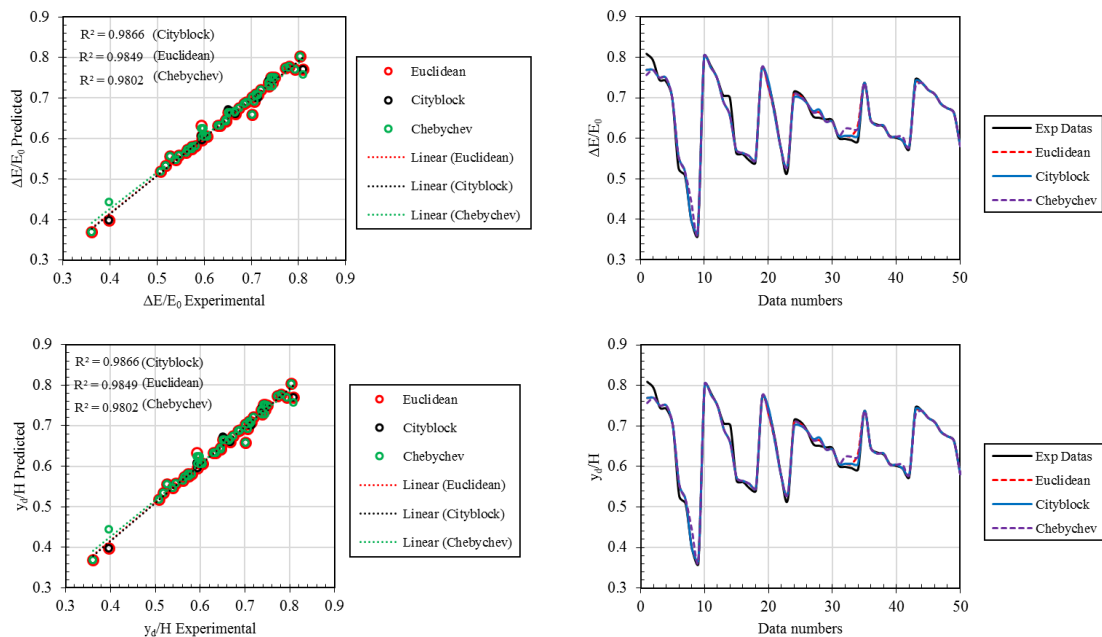 R² = 0.9866 (Cityblock)
R² = 0.9849 (Euclidean)
R² = 0.9802 (Chebychev)
0.9
0.8
0.7
0.6
0.5
0.4
0.3
ΔE/E₀ Predicted
0.3 0.4 0.5 0.6 0.7 0.8 0.9
ΔE/E₀ Experimental
Euclidean
Cityblock
Chebychev
Linear (Euclidean)
Linear (Cityblock)
Linear (Chebychev)
0.9
0.8
0.7
0.6
0.5
0.4
0.3
ΔE/E₀
0 10 20 30 40 50
Data numbers
Exp Datas
Euclidean
Cityblock
Chebychev
R² = 0.9866 (Cityblock)
R² = 0.9849 (Euclidean)
R² = 0.9802 (Chebychev)
0.9
0.8
0.7
0.6
0.5
0.4
0.3
y_d/H Predicted
0.3 0.4 0.5 0.6 0.7 0.8 0.9
y_d/H Experimental
Euclidean
Cityblock
Chebychev
Linear (Euclidean)
Linear (Cityblock)
Linear (Chebychev)
0.9
0.8
0.7
0.6
0.5
0.4
0.3
y_d/H
0 10 20 30 40 50
Data numbers
Exp Datas
Euclidean
Cityblock
Chebychev